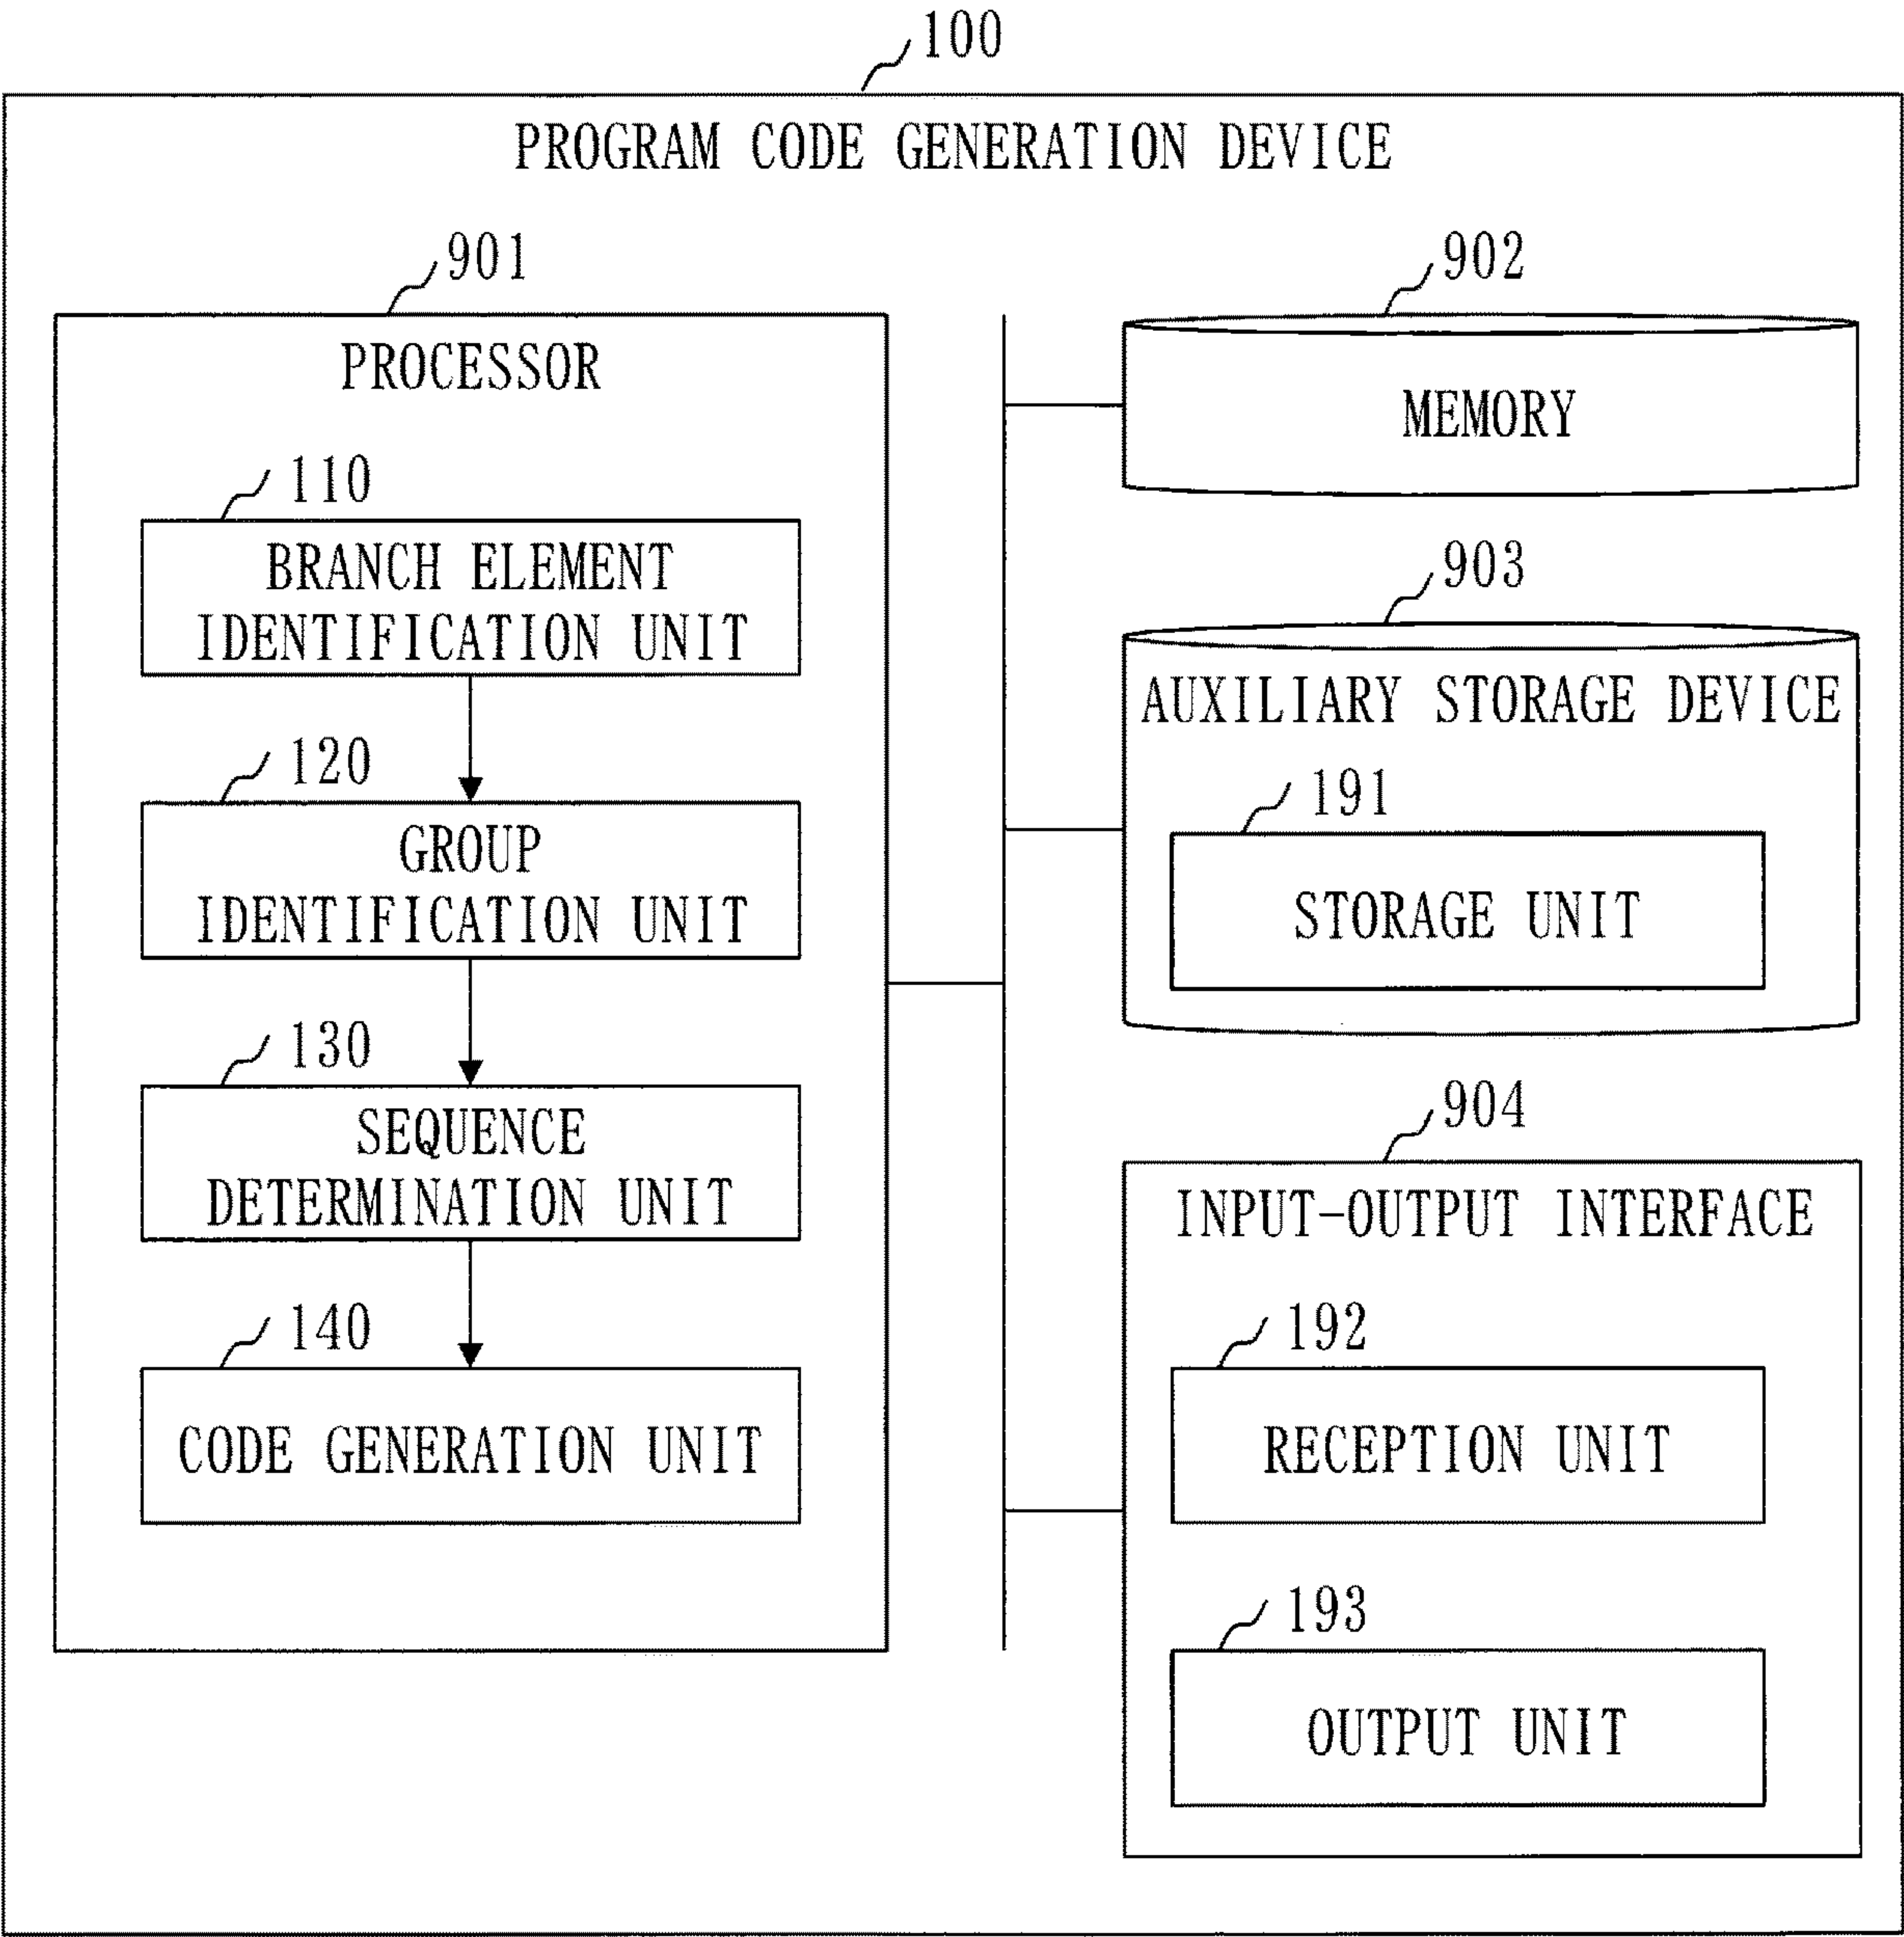 100
PROGRAM CODE GENERATION DEVICE
901
PROCESSOR
110
BRANCH ELEMENT
IDENTIFICATION UNIT
120
GROUP
IDENTIFICATION UNIT
130
SEQUENCE
DETERMINATION UNIT
140
CODE GENERATION UNIT
902
MEMORY
903
AUXILIARY STORAGE DEVICE
191
STORAGE UNIT
904
INPUT-OUTPUT INTERFACE
192
RECEPTION UNIT
193
OUTPUT UNIT